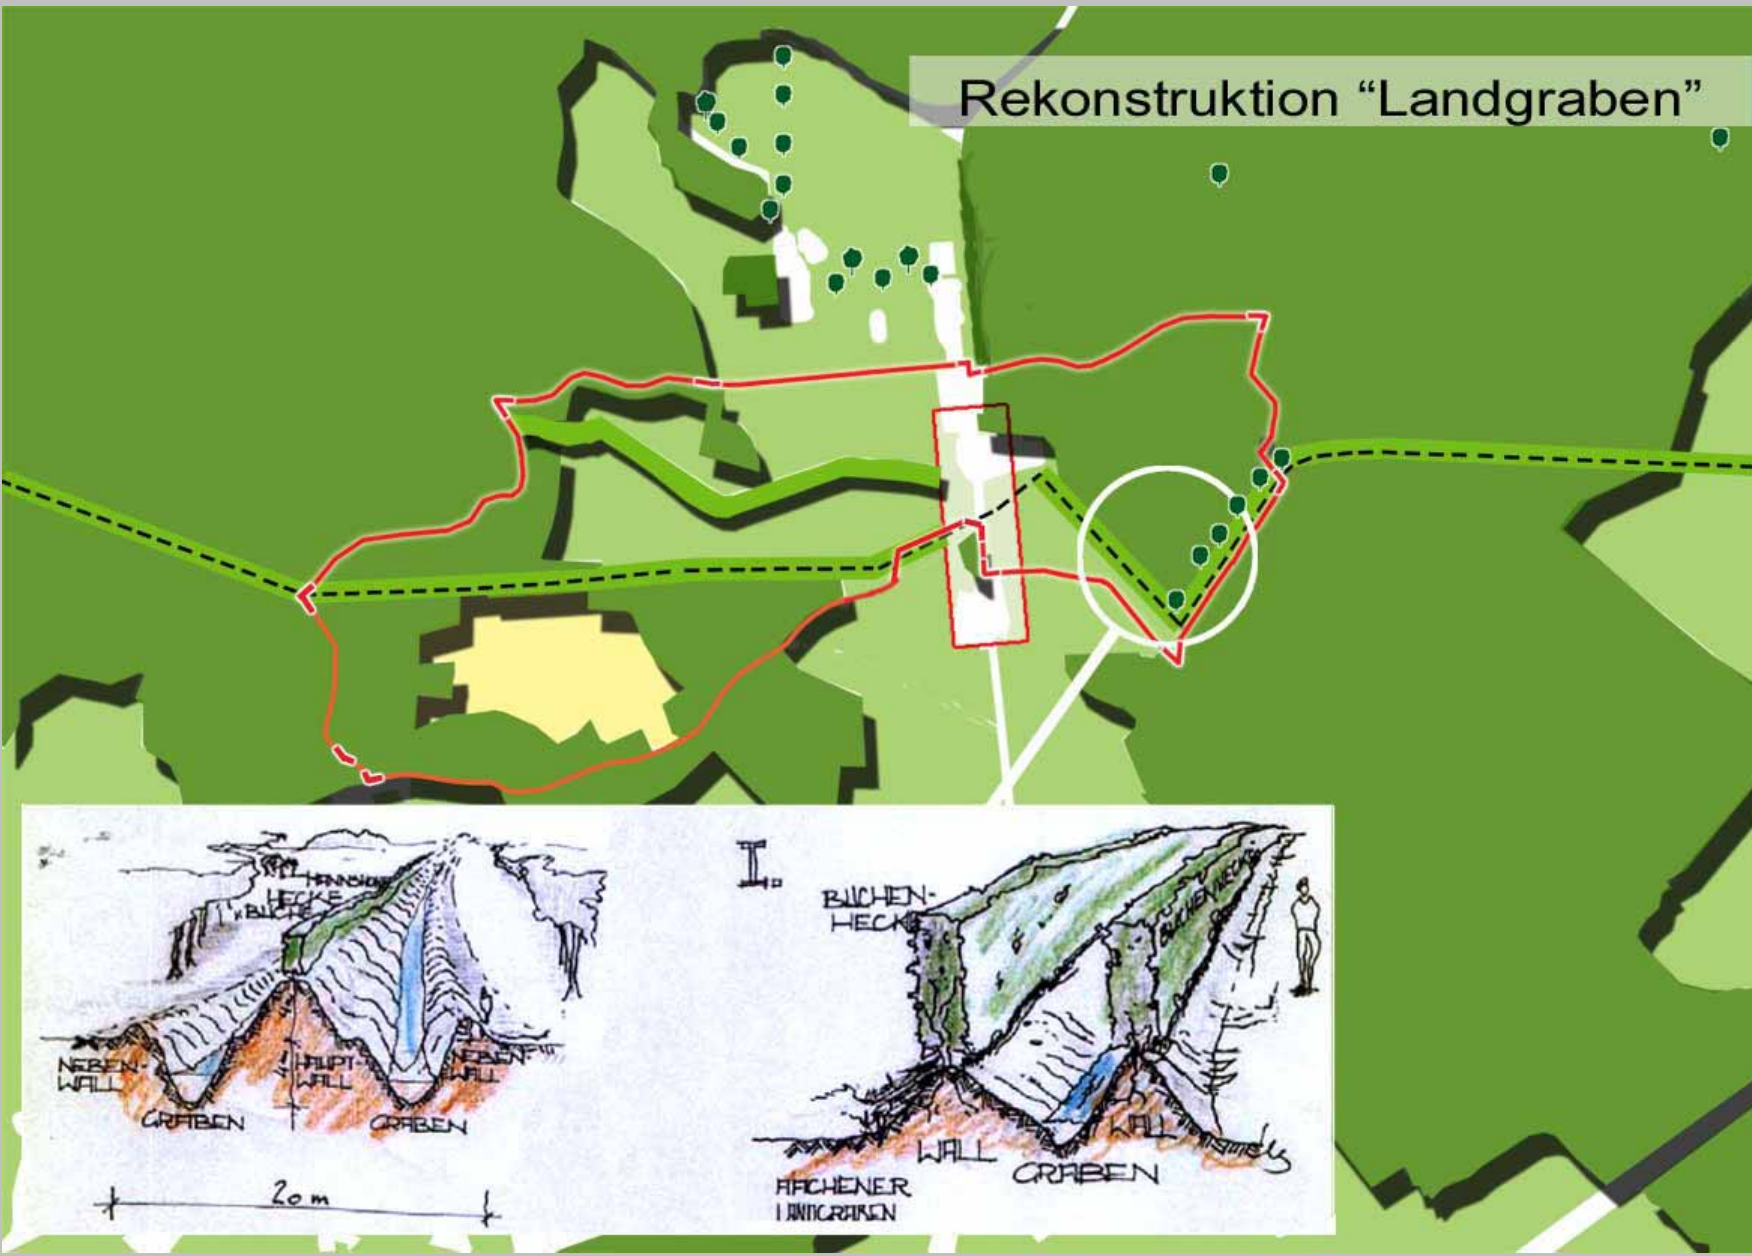 Rekonstruktion “Landgraben”
HECKE
BUCHE
NEBEN-
WALL
HAUPT-
WALL
NEBEN-
WALL
GRABEN
GRABEN
20 m
I.
BUCHEN-
HECKE
BUCHENHECKE
WALL
WALL
GRABEN
AACHENER
LANDGRABEN